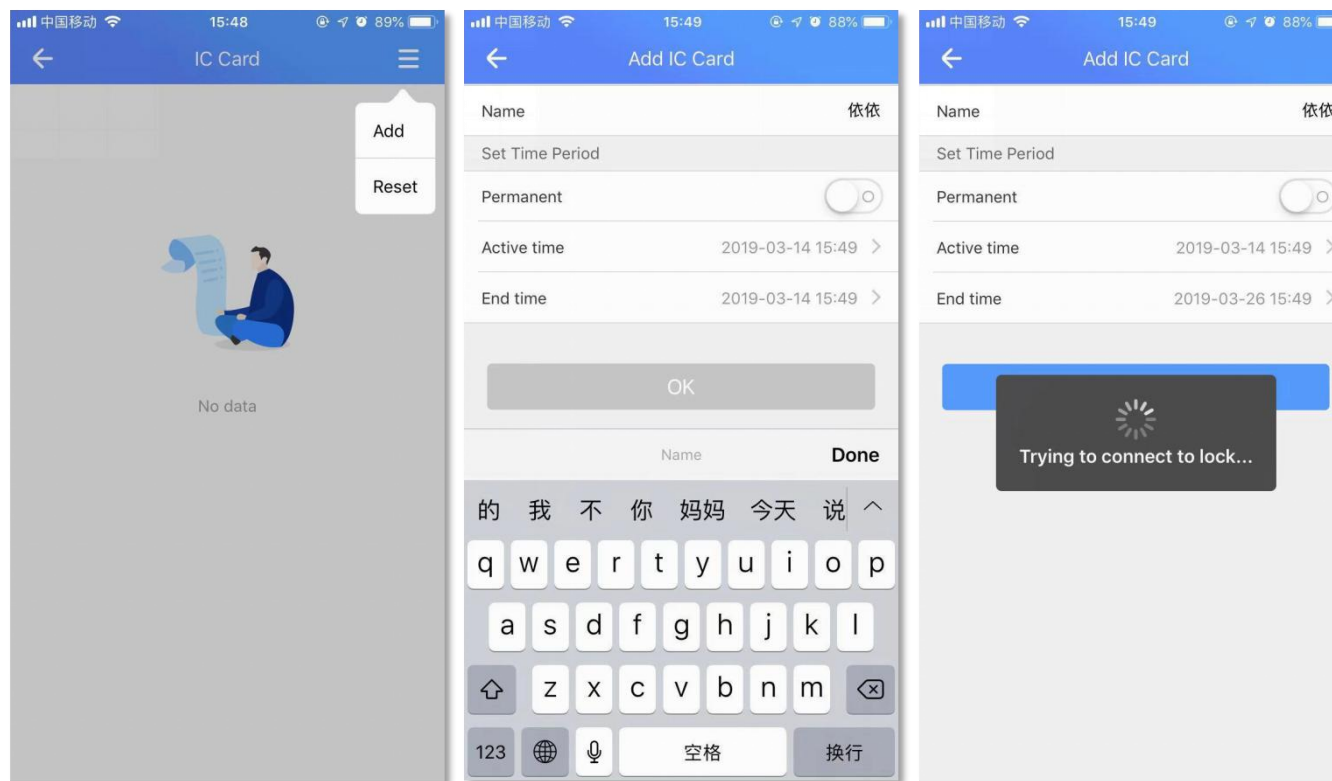 中国移动 15:48 89%
IC Card
Add
Reset
No data
中国移动 15:49 88%
Add IC Card
Name 依依
Set Time Period
Permanent
Active time 2019-03-14 15:49
End time 2019-03-14 15:49
OK
Name Done
的 我 不 你 妈妈 今天 说
q w e r t y u i o p
a s d f g h j k l
z x c v b n m
123 空格 换行
中国移动 15:49 88%
Add IC Card
Name 依依
Set Time Period
Permanent
Active time 2019-03-14 15:49
End time 2019-03-26 15:49
Trying to connect to lock...